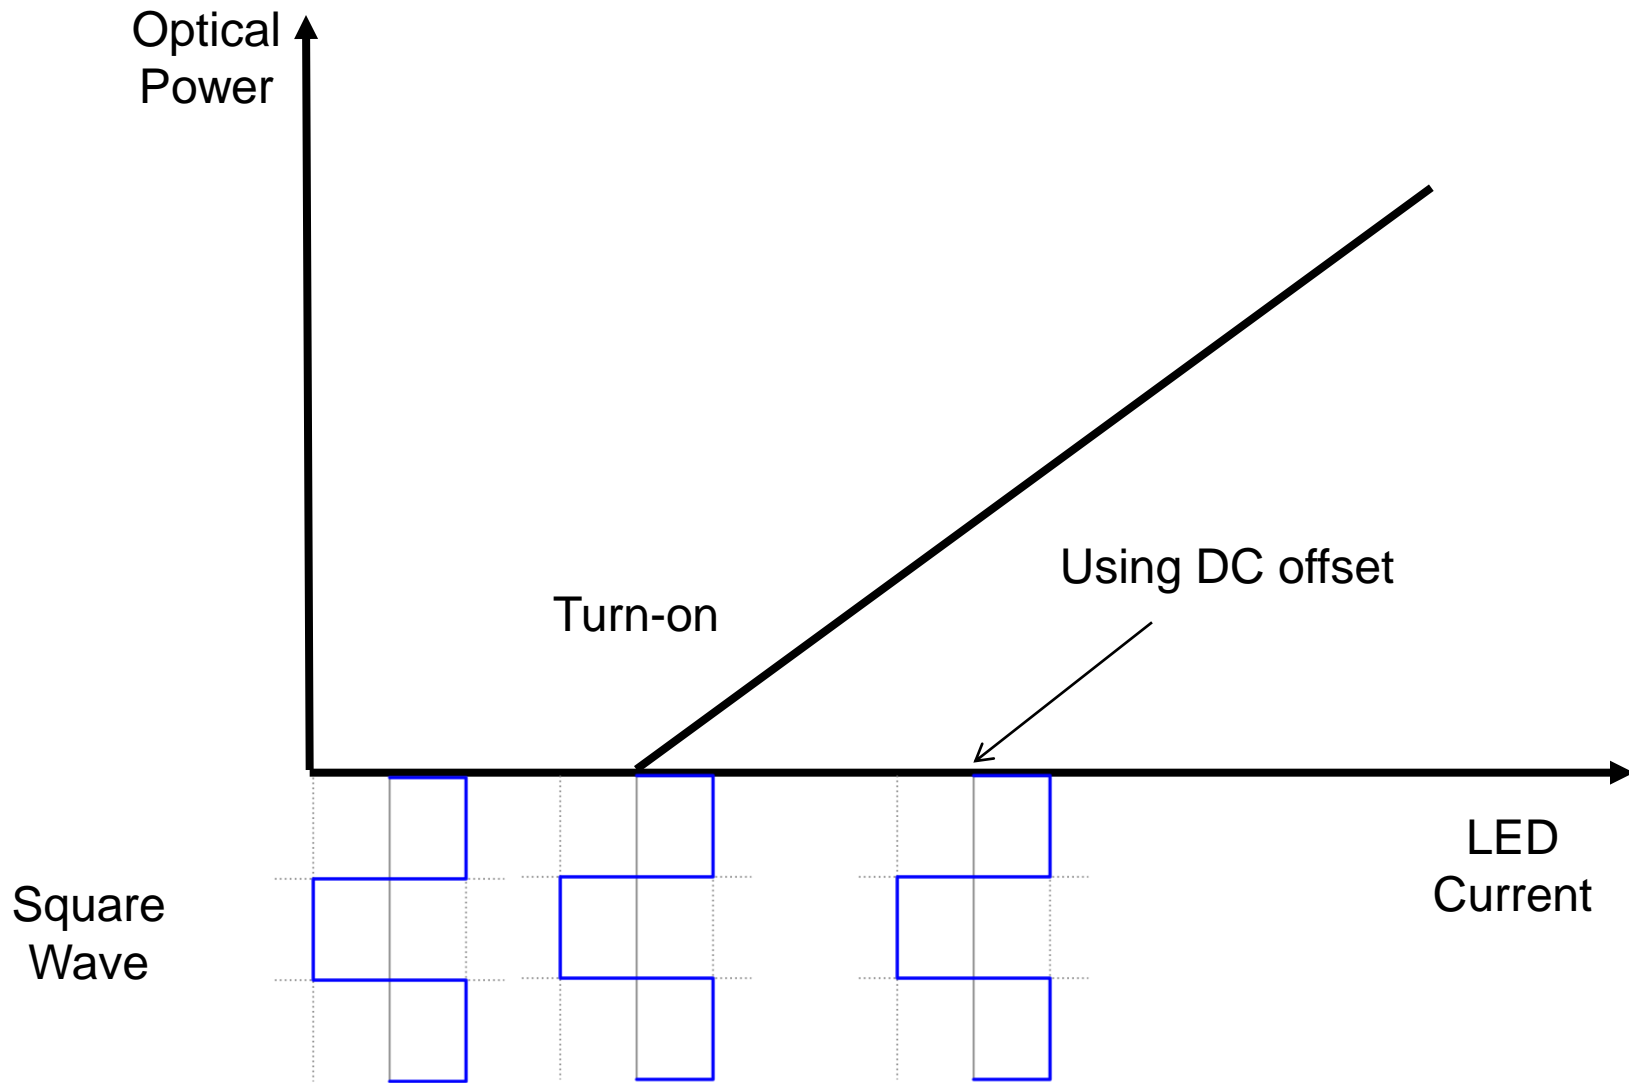 Optical
Power
Using DC offset
Turn-on
LED
Current
Square
Wave